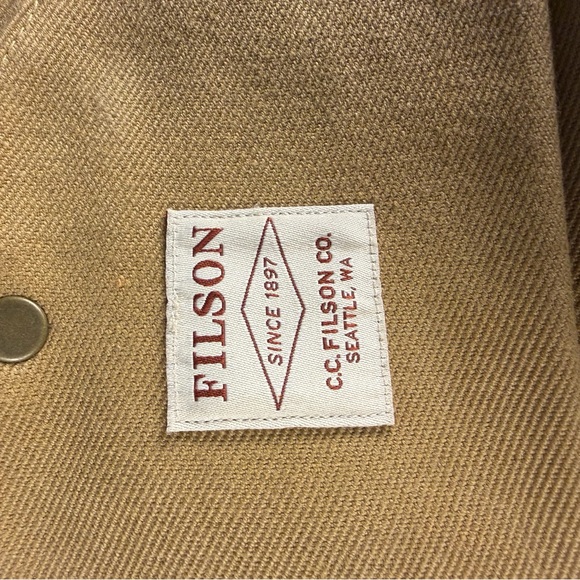 FILSON
SINCE 1897
C.C. FILSON CO.
SEATTLE, WA